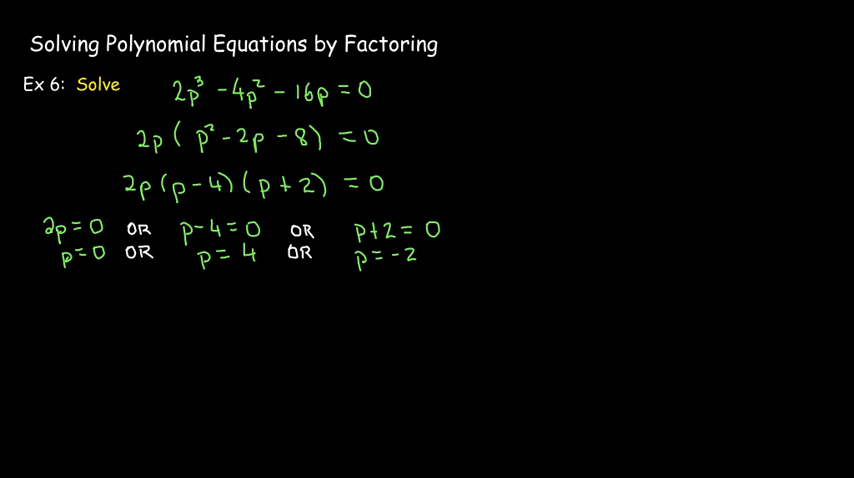 Solving Polynomial Equations by Factoring
Ex 6: Solve 2p³ - 4p² - 16p = 0
2p ( p² - 2p - 8) = 0
2p (p - 4) ( p + 2) = 0
2p = 0 OR p - 4 = 0 OR p + 2 = 0
p = 0 OR p = 4 OR p = - 2